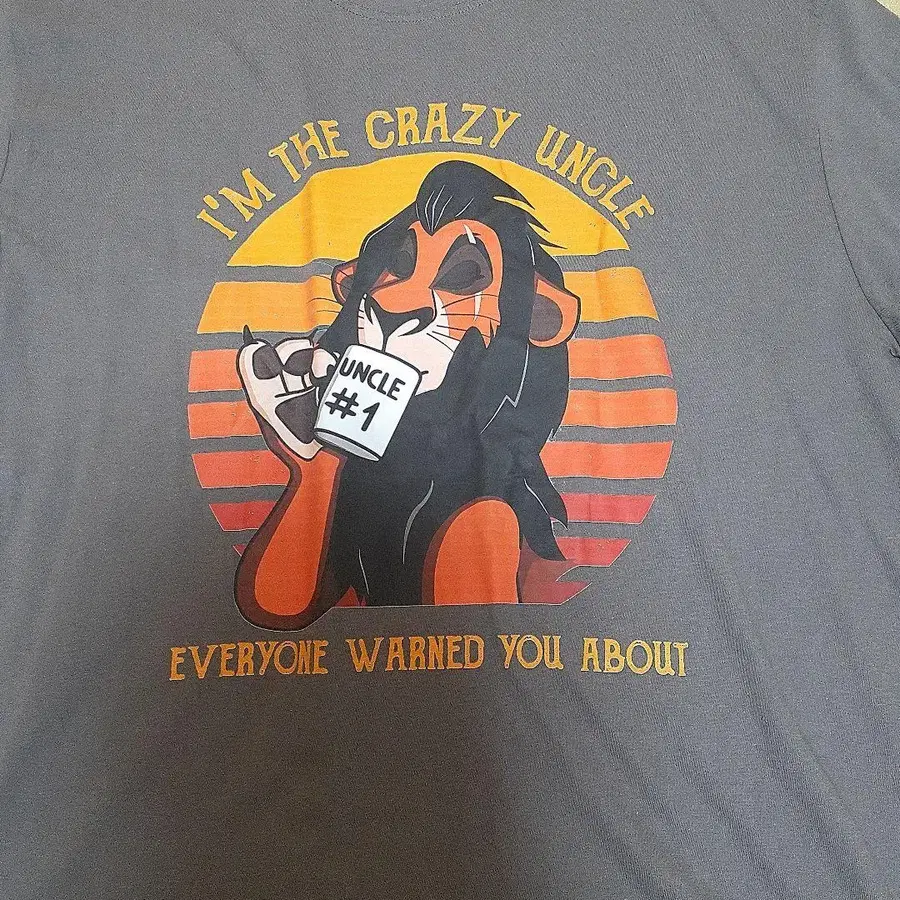 I'M THE CRAZY UNCLE
UNCLE
#1
EVERYONE WARNED YOU ABOUT